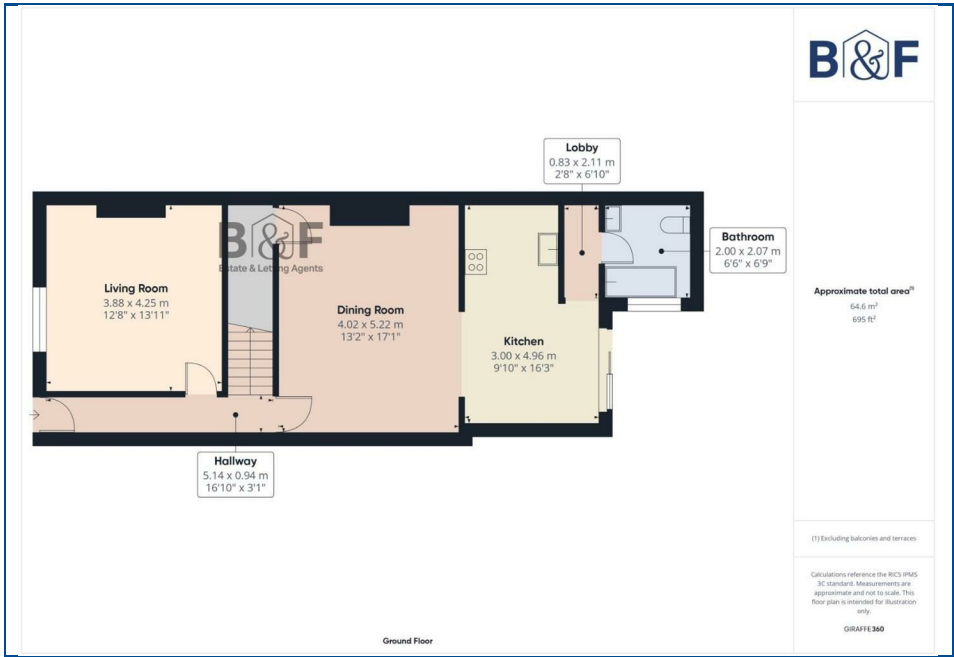 B&F
Lobby
0.83 x 2.11 m
2'8" x 6'10"
B&F
Estate & Letting Agents
Living Room
3.88 x 4.25 m
12'8" x 13'11"
Dining Room
4.02 x 5.22 m
13'2" x 17'1"
Kitchen
3.00 x 4.96 m
9'10" x 16'3"
Bathroom
2.00 x 2.07 m
6'6" x 6'9"
Hallway
5.14 x 0.94 m
16'10" x 3'1"
Ground Floor
Approximate total area(1)
64.6 m²
695 ft²
(1) Excluding balconies and terraces
Calculations reference the RICS IPMS
3C standard. Measurements are
approximate and not to scale. This
floor plan is intended for illustration
only.
GIRAFFE360